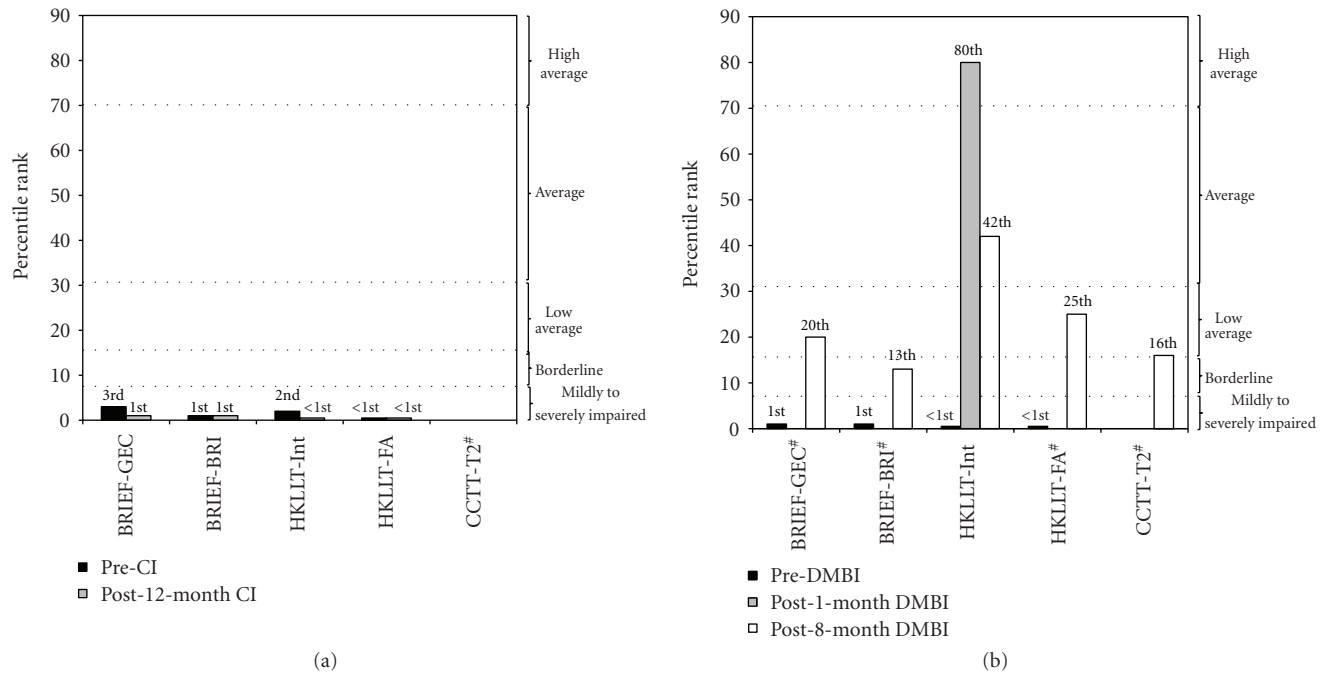 90
80
70
60
50
40
30
20
10
0
Percentile rank
3rd
1st
1st
1st
2nd
<1st
<1st
<1st
BRIEF-GEC
BRIEF-BRI
HKLLT-Int
HKLLT-FA
CCTT-T2#
High
average
Average
Low
average
Borderline
Mildly to
severely impaired
Pre-CI
Post-12-month CI
(a)
90
80
70
60
50
40
30
20
10
0
Percentile rank
1st
20th
1st
13th
<1st
80th
42th
<1st
25th
16th
BRIEF-GEC#
BRIEF-BRI#
HKLLT-Int
HKLLT-FA#
CCTT-T2#
High
average
Average
Low
average
Borderline
Mildly to
severely impaired
Pre-DMBI
Post-1-month DMBI
Post-8-month DMBI
(b)